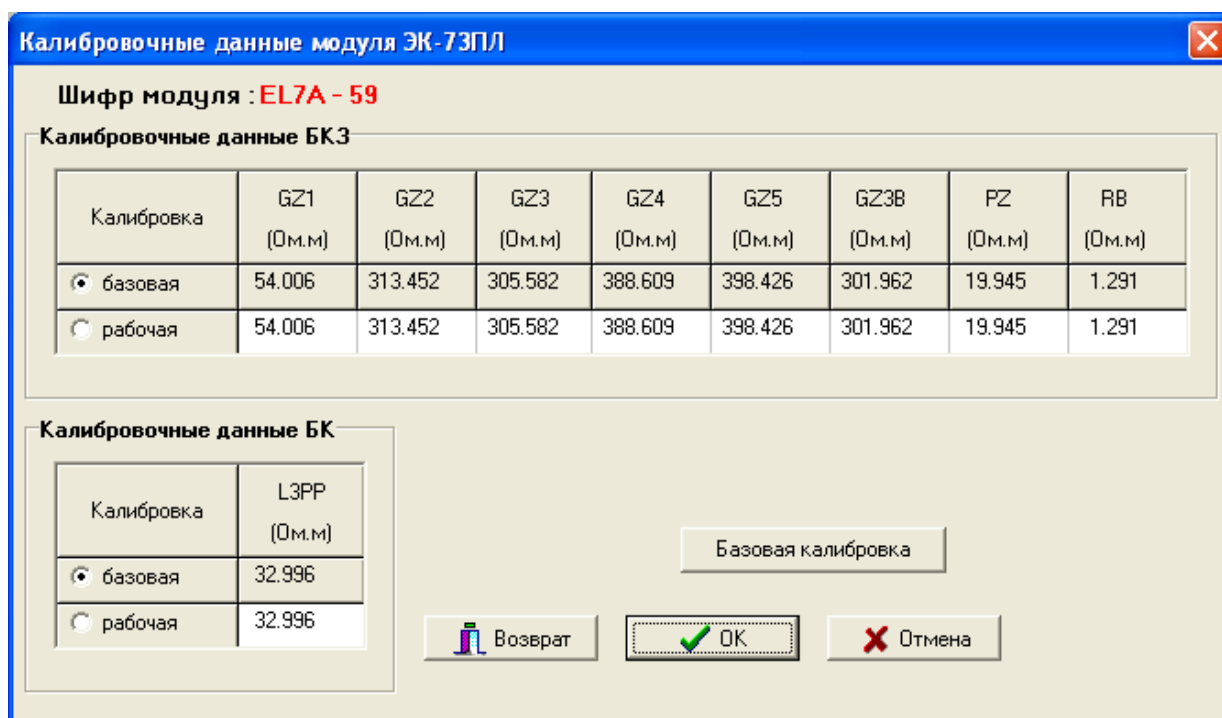 Калибровочные данные модуля ЭК-73ПЛ
Шифр модуля : EL7A - 59
Калибровочные данные БКЗ
Калибровка GZ1 (Ом.м) GZ2 (Ом.м) GZ3 (Ом.м) GZ4 (Ом.м) GZ5 (Ом.м) GZ3B (Ом.м) PZ (Ом.м) RB (Ом.м)
базовая 54.006 313.452 305.582 388.609 398.426 301.962 19.945 1.291
рабочая 54.006 313.452 305.582 388.609 398.426 301.962 19.945 1.291
Калибровочные данные БК
Калибровка L3PP (Ом.м)
базовая 32.996
рабочая 32.996
Базовая калибровка
Возврат OK Отмена